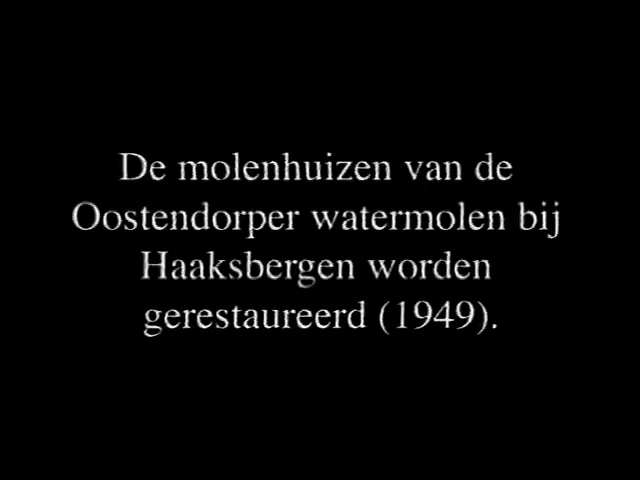 De molenhuizen van de
Oostendorper watermolen bij
Haaksbergen worden
gerestaureerd (1949).